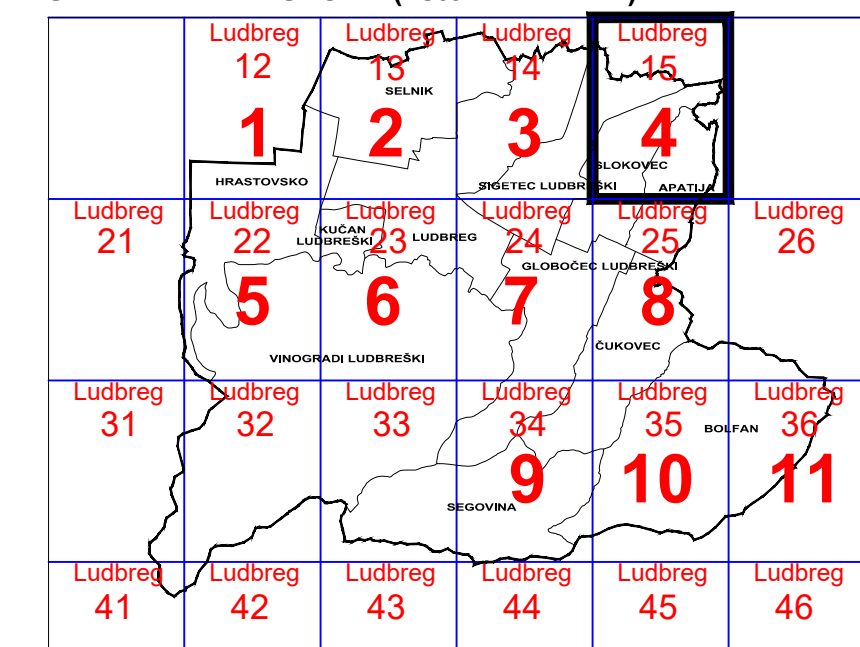 Ludbreg
12
Ludbreg
13
Ludbreg
14
Ludbreg
15
SELNIK
1
2
3
4
SLOKOVEC
HRASTOVSKO
SIGETEC LUDBREŠKI
APATIJA
Ludbreg
21
Ludbreg
22
Ludbreg
23
Ludbreg
24
Ludbreg
25
Ludbreg
26
KUČAN
LUDBREŠKI
LUDBREG
GLOBOČEC LUDBREŠKI
5
6
7
8
ČUKOVEC
VINOGRADI LUDBREŠKI
Ludbreg
31
Ludbreg
32
Ludbreg
33
Ludbreg
34
Ludbreg
35
Ludbreg
36
BOLFAN
9
10
11
SEGOVINA
Ludbreg
41
Ludbreg
42
Ludbreg
43
Ludbreg
44
Ludbreg
45
Ludbreg
46